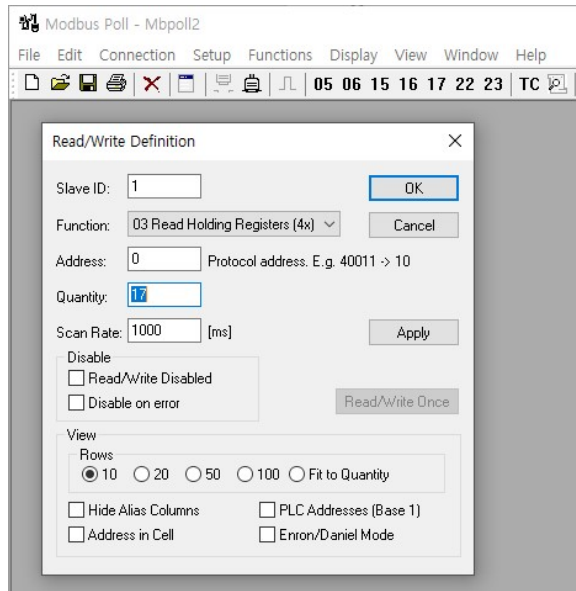 Modbus Poll - Mbpoll2
File Edit Connection Setup Functions Display View Window Help
05 06 15 16 17 22 23 TC
Read/Write Definition
Slave ID: 1 OK
Function: 03 Read Holding Registers (4x) Cancel
Address: 0 Protocol address. E.g. 40011 -> 10
Quantity: 17
Scan Rate: 1000 [ms] Apply
Disable
Read/Write Disabled
Disable on error Read/Write Once
View
Rows
10 20 50 100 Fit to Quantity
Hide Alias Columns PLC Addresses (Base 1)
Address in Cell Enron/Daniel Mode